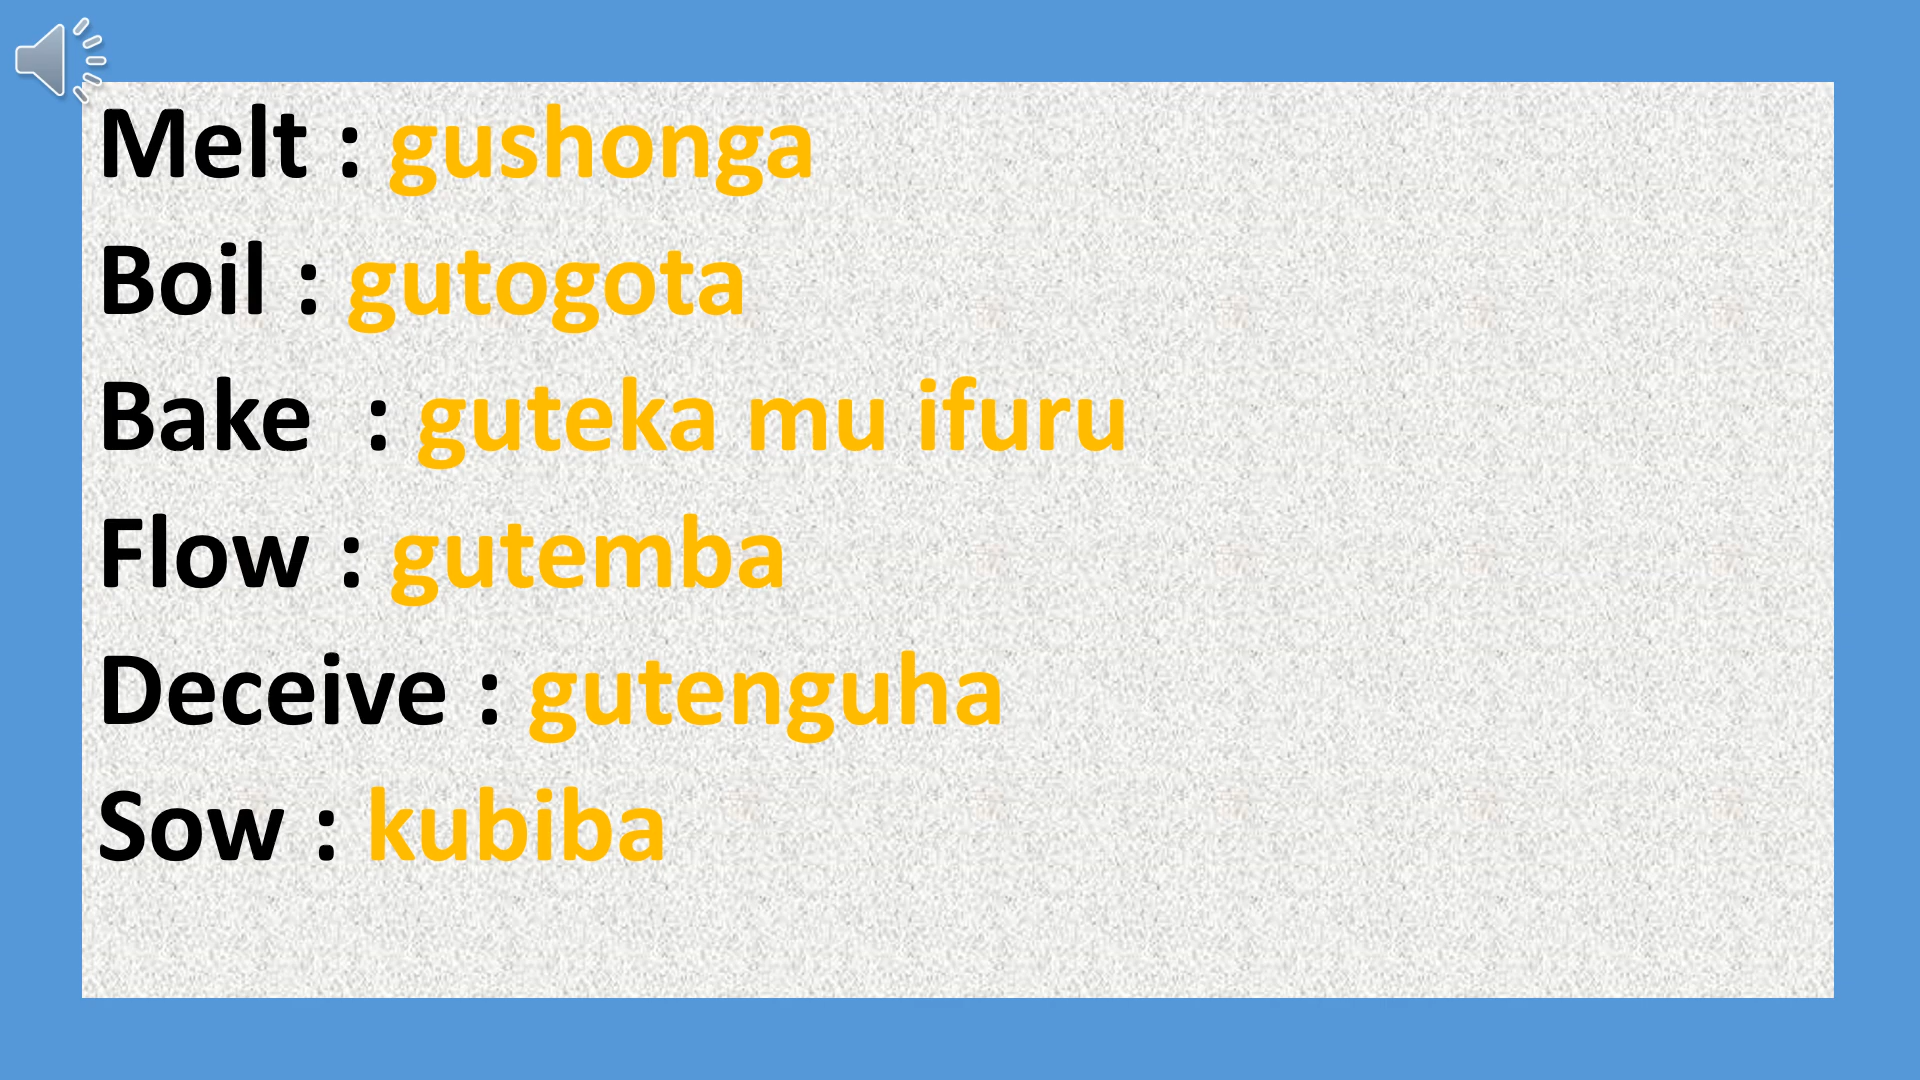 Melt : gushonga
Boil : gutogota
Bake  : guteka mu ifuru
Flow : gutemba
Deceive : gutenguha
Sow : kubiba